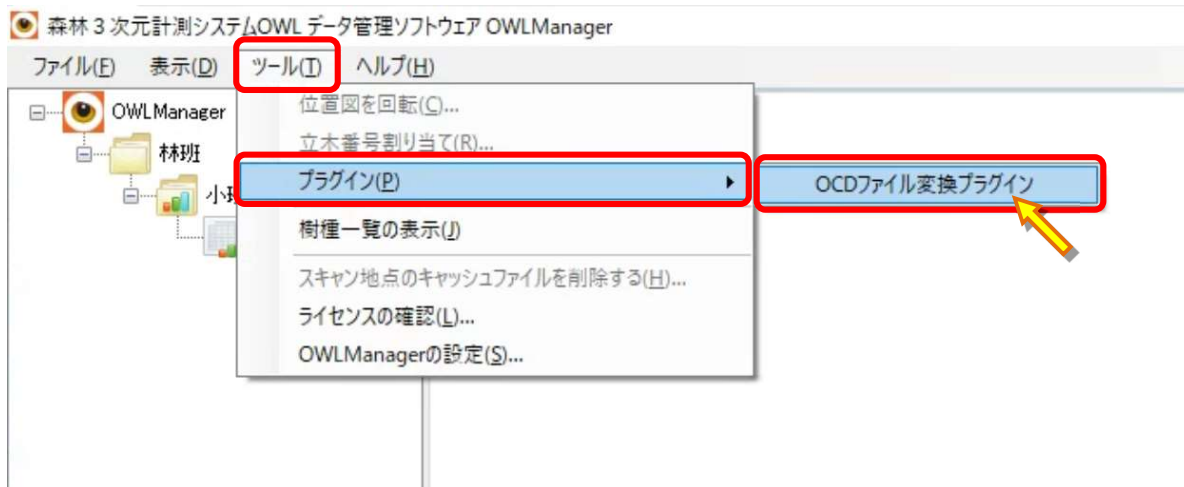 森林3次元計測システムOWL データ管理ソフトウェア OWLManager
ファイル(F) 表示(D) ツール(T) ヘルプ(H)
OWLManager
林班
小班
位置図を回転(C)...
立木番号割り当て(R)...
プラグイン(P)
OCDファイル変換プラグイン
樹種一覧の表示(J)
スキャン地点のキャッシュファイルを削除する(H)...
ライセンスの確認(L)...
OWLManagerの設定(S)...